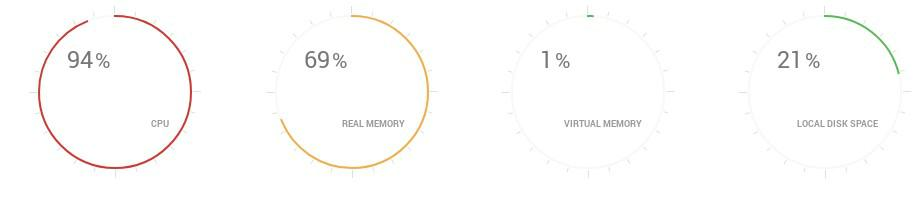 94%
CPU
69%
REAL MEMORY
1%
VIRTUAL MEMORY
21%
LOCAL DISK SPACE